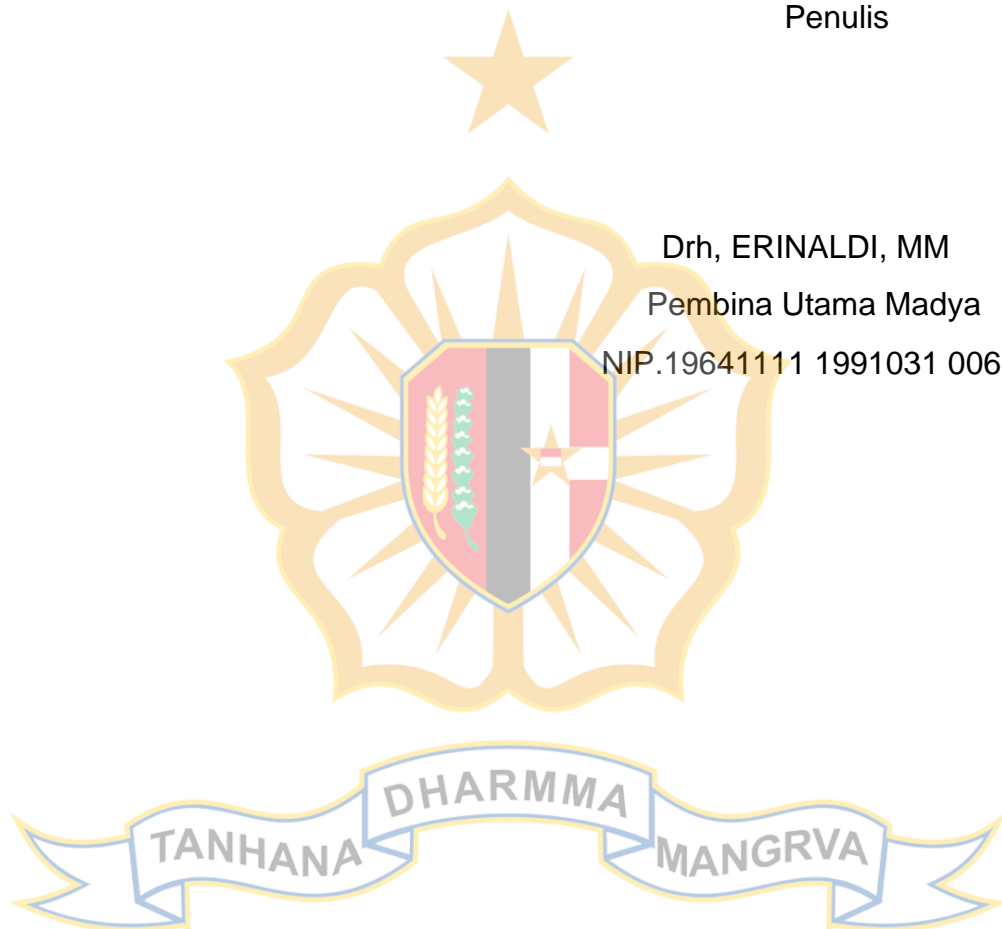 Penulis
Drh, ERINALDI, MM
Pembina Utama Madya
NIP.19641111 1991031 006
TANHANA DHARMMA MANGRVA